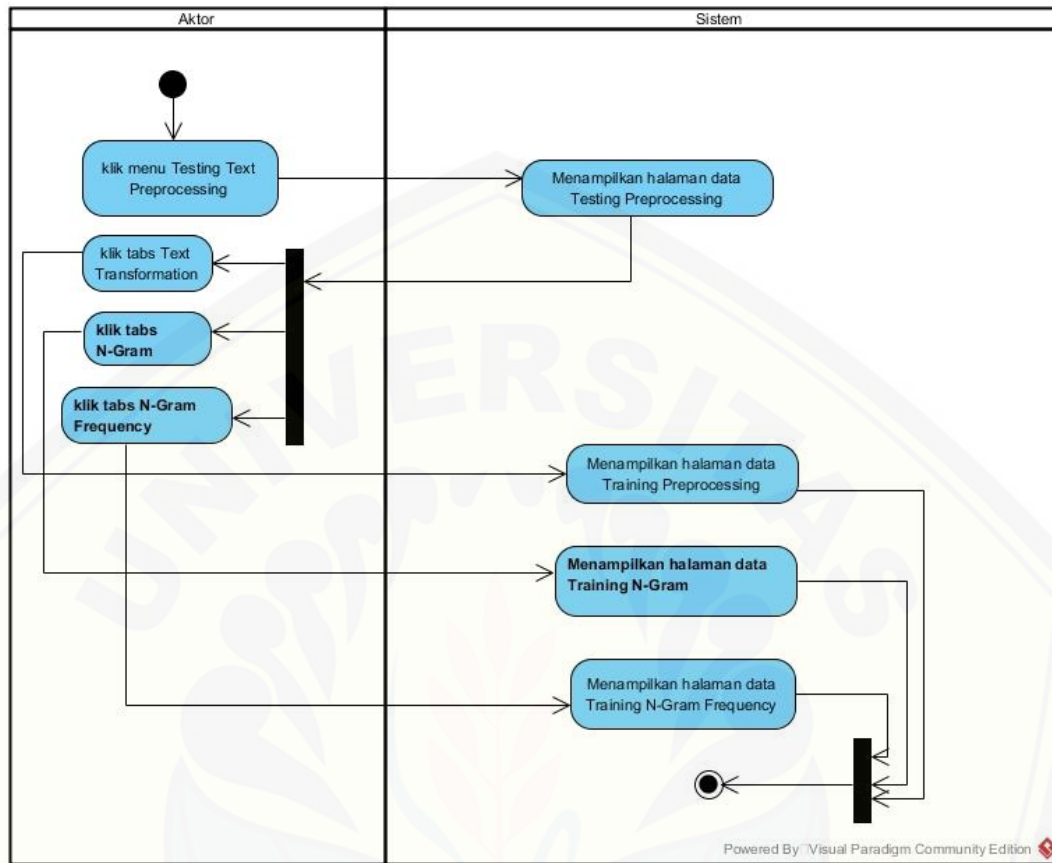 Aktor
Sistem
klik menu Testing Text
Preprocessing
Menampilkan halaman data
Testing Preprocessing
klik tabs Text
Transformation
klik tabs
N-Gram
klik tabs N-Gram
Frequency
Menampilkan halaman data
Training Preprocessing
Menampilkan halaman data
Training N-Gram
Menampilkan halaman data
Training N-Gram Frequency
UNIVERSITAS
Powered By Visual Paradigm Community Edition